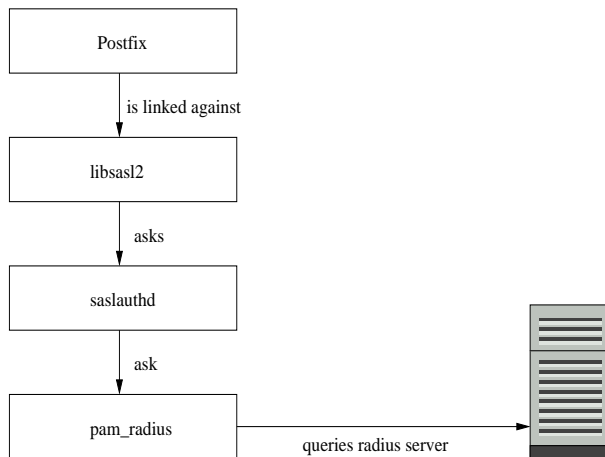 Postfix
is linked against
libsasl2
asks
saslauthd
ask
pam_radius
queries radius server